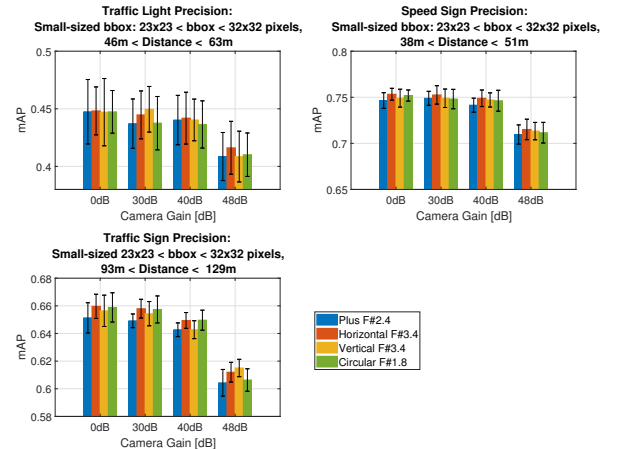 Traffic Light Precision:
Small-sized bbox: 23x23 < bbox < 32x32 pixels,
46m < Distance <  63m
0.5
0.45
0.4
mAP
0dB
30dB
40dB
48dB
Camera Gain [dB]
Speed Sign Precision:
Small-sized bbox: 23x23 < bbox < 32x32 pixels,
38m < Distance <  51m
0.8
0.75
0.7
0.65
mAP
0dB
30dB
40dB
48dB
Camera Gain [dB]
Traffic Sign Precision:
Small-sized 23x23 < bbox < 32x32 pixels,
93m < Distance <  129m
0.68
0.66
0.64
0.62
0.6
0.58
mAP
0dB
30dB
40dB
48dB
Camera Gain [dB]
Plus F#2.4
Horizontal F#3.4
Vertical F#3.4
Circular F#1.8